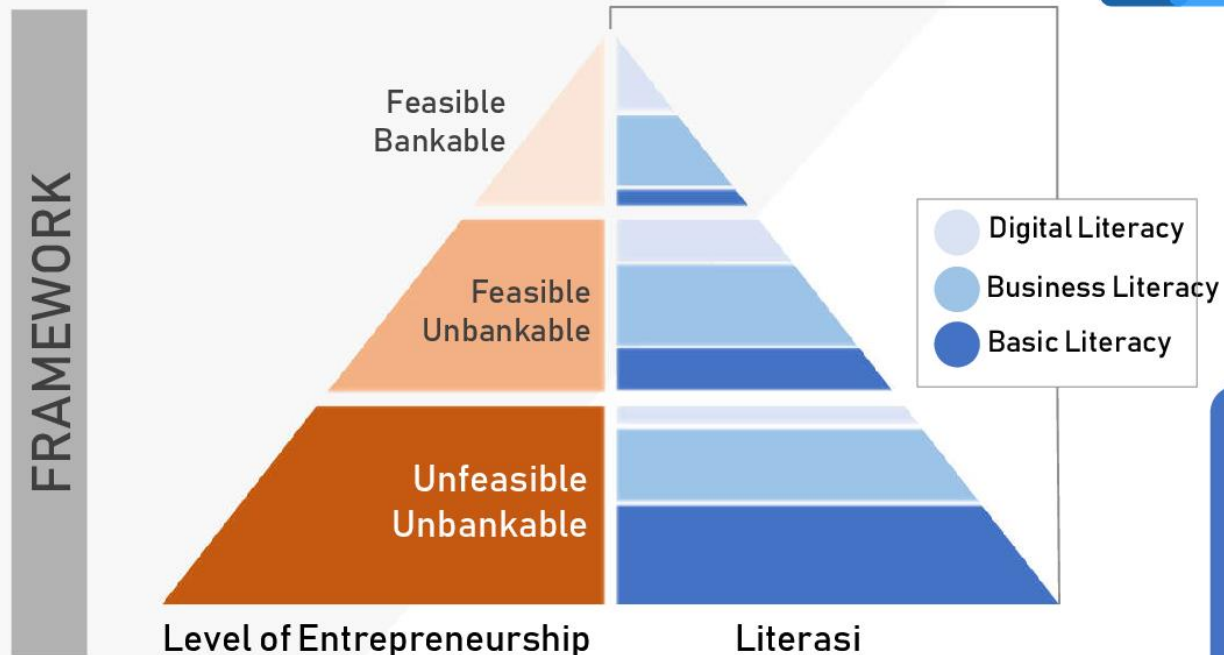 FRAMEWORK
Feasible
Bankable
Feasible
Unbankable
Unfeasible
Unbankable
Digital Literacy
Business Literacy
Basic Literacy
Level of Entrepreneurship
Literasi